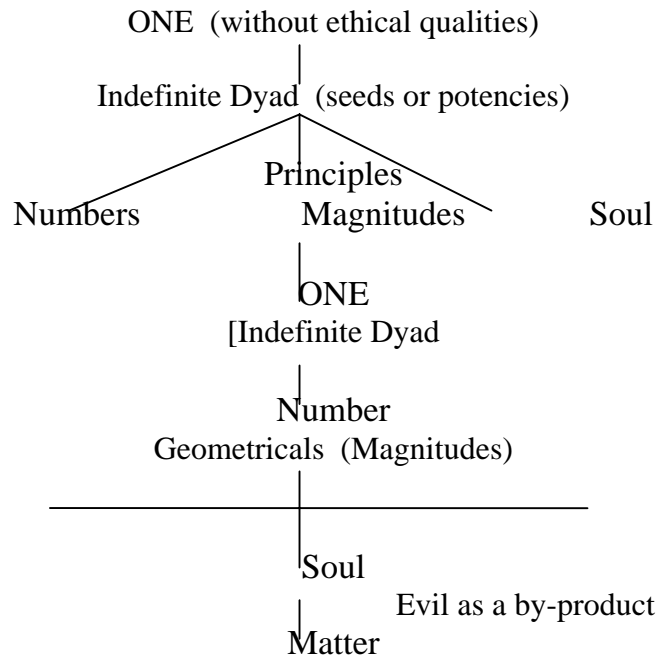 ONE (without ethical qualities)
Indefinite Dyad (seeds or potencies)
Principles
Numbers Magnitudes Soul
ONE
[Indefinite Dyad
Number
Geometricals (Magnitudes)
Soul
Evil as a by-product
Matter